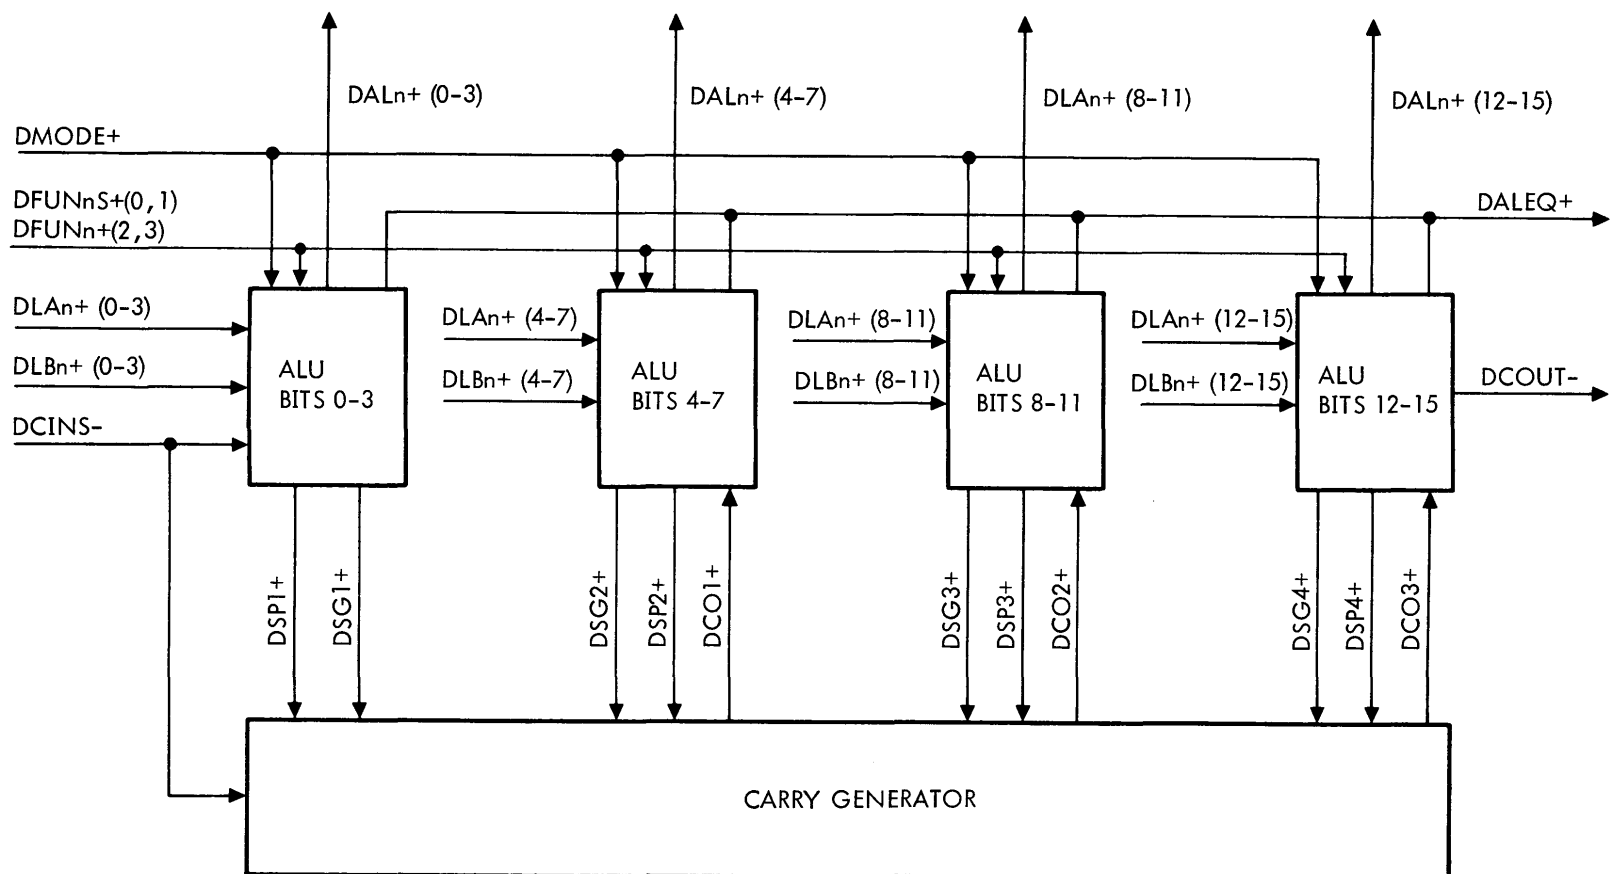 DALn+ (0-3)
DALn+ (4-7)
DLAn+ (8-11)
DALn+ (12-15)
DMODE+
DFUNnS+(0,1)
DFUNn+(2,3)
DALEQ+
DLAn+ (0-3)
DLBn+ (0-3)
DCINS-
ALU
BITS 0-3
DLAn+ (4-7)
DLBn+ (4-7)
ALU
BITS 4-7
DLAn+ (8-11)
DLBn+ (8-11)
ALU
BITS 8-11
DLAn+ (12-15)
DLBn+ (12-15)
ALU
BITS 12-15
DCOUT-
DSP1+
DSG1+
DSG2+
DSP2+
DCO1+
DSG3+
DSP3+
DCO2+
DSG4+
DSP4+
DCO3+
CARRY GENERATOR